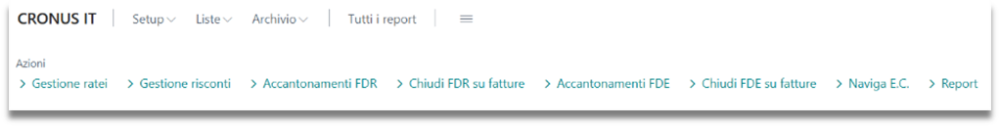 CRONUS IT Setup Liste Archivio Tutti i report
Azioni
> Gestione ratei > Gestione risconti > Accantonamenti FDR > Chiudi FDR su fatture > Accantonamenti FDE > Chiudi FDE su fatture > Naviga E.C. > Report